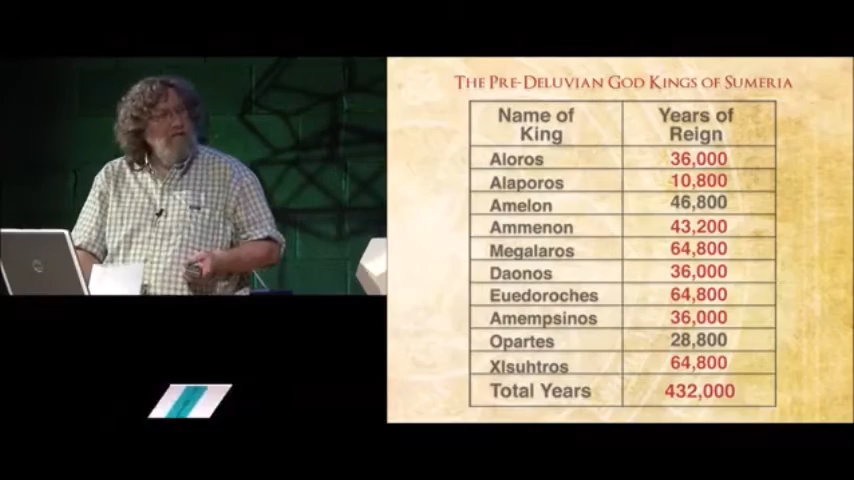 THE PRE-DELUVIAN GOD KINGS OF SUMERIA
Name of King Years of Reign
Aloros 36,000
Alaporos 10,800
Amelon 46,800
Ammenon 43,200
Megalaros 64,800
Daonos 36,000
Euedoroches 64,800
Amempsinos 36,000
Opartes 28,800
XIsuhtros 64,800
Total Years 432,000